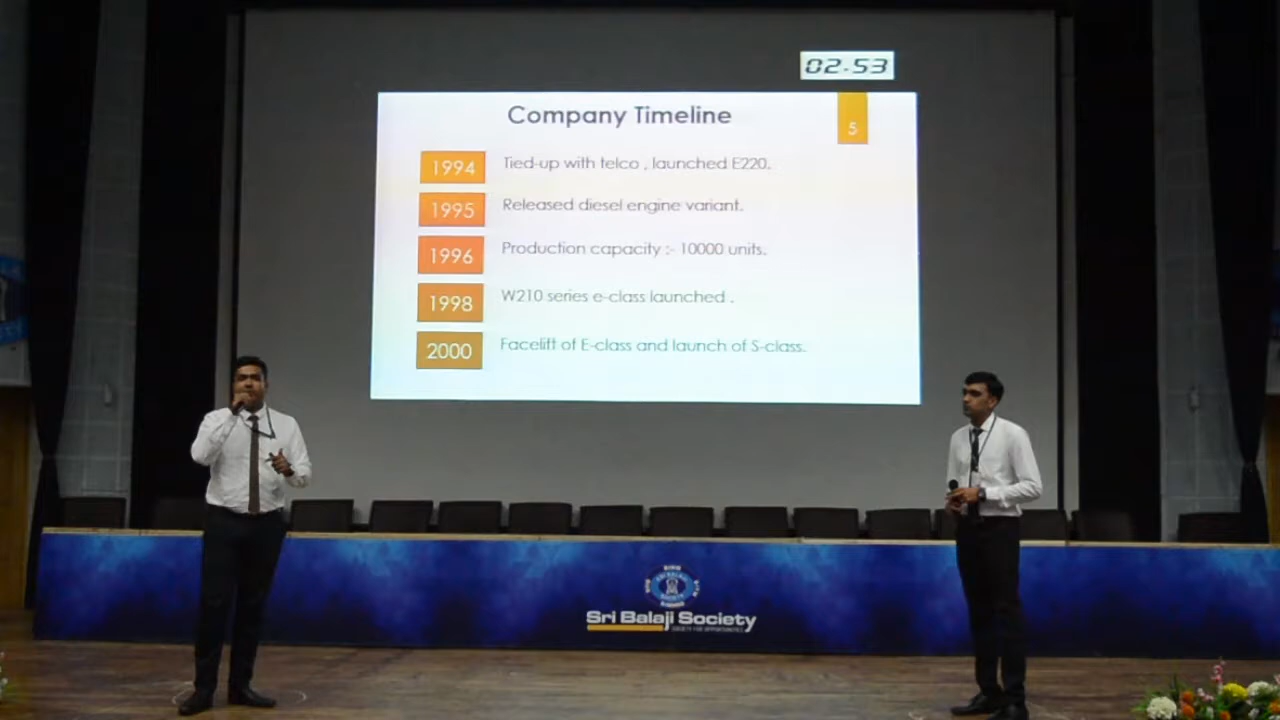 02:53
Company Timeline
5
1994 Tied-up with telco , launched E220.
1995 Released diesel engine variant.
1996 Production capacity :- 10000 units.
1998 W210 series e-class launched .
2000 Facelift of E-class and launch of S-class.
Sri Balaji Society